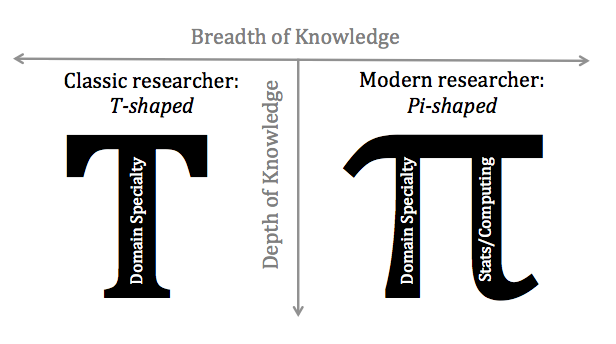 Breadth of Knowledge
Classic researcher:
T-shaped
Domain Specialty
Depth of Knowledge
Modern researcher:
Pi-shaped
Domain Specialty
Stats/Computing